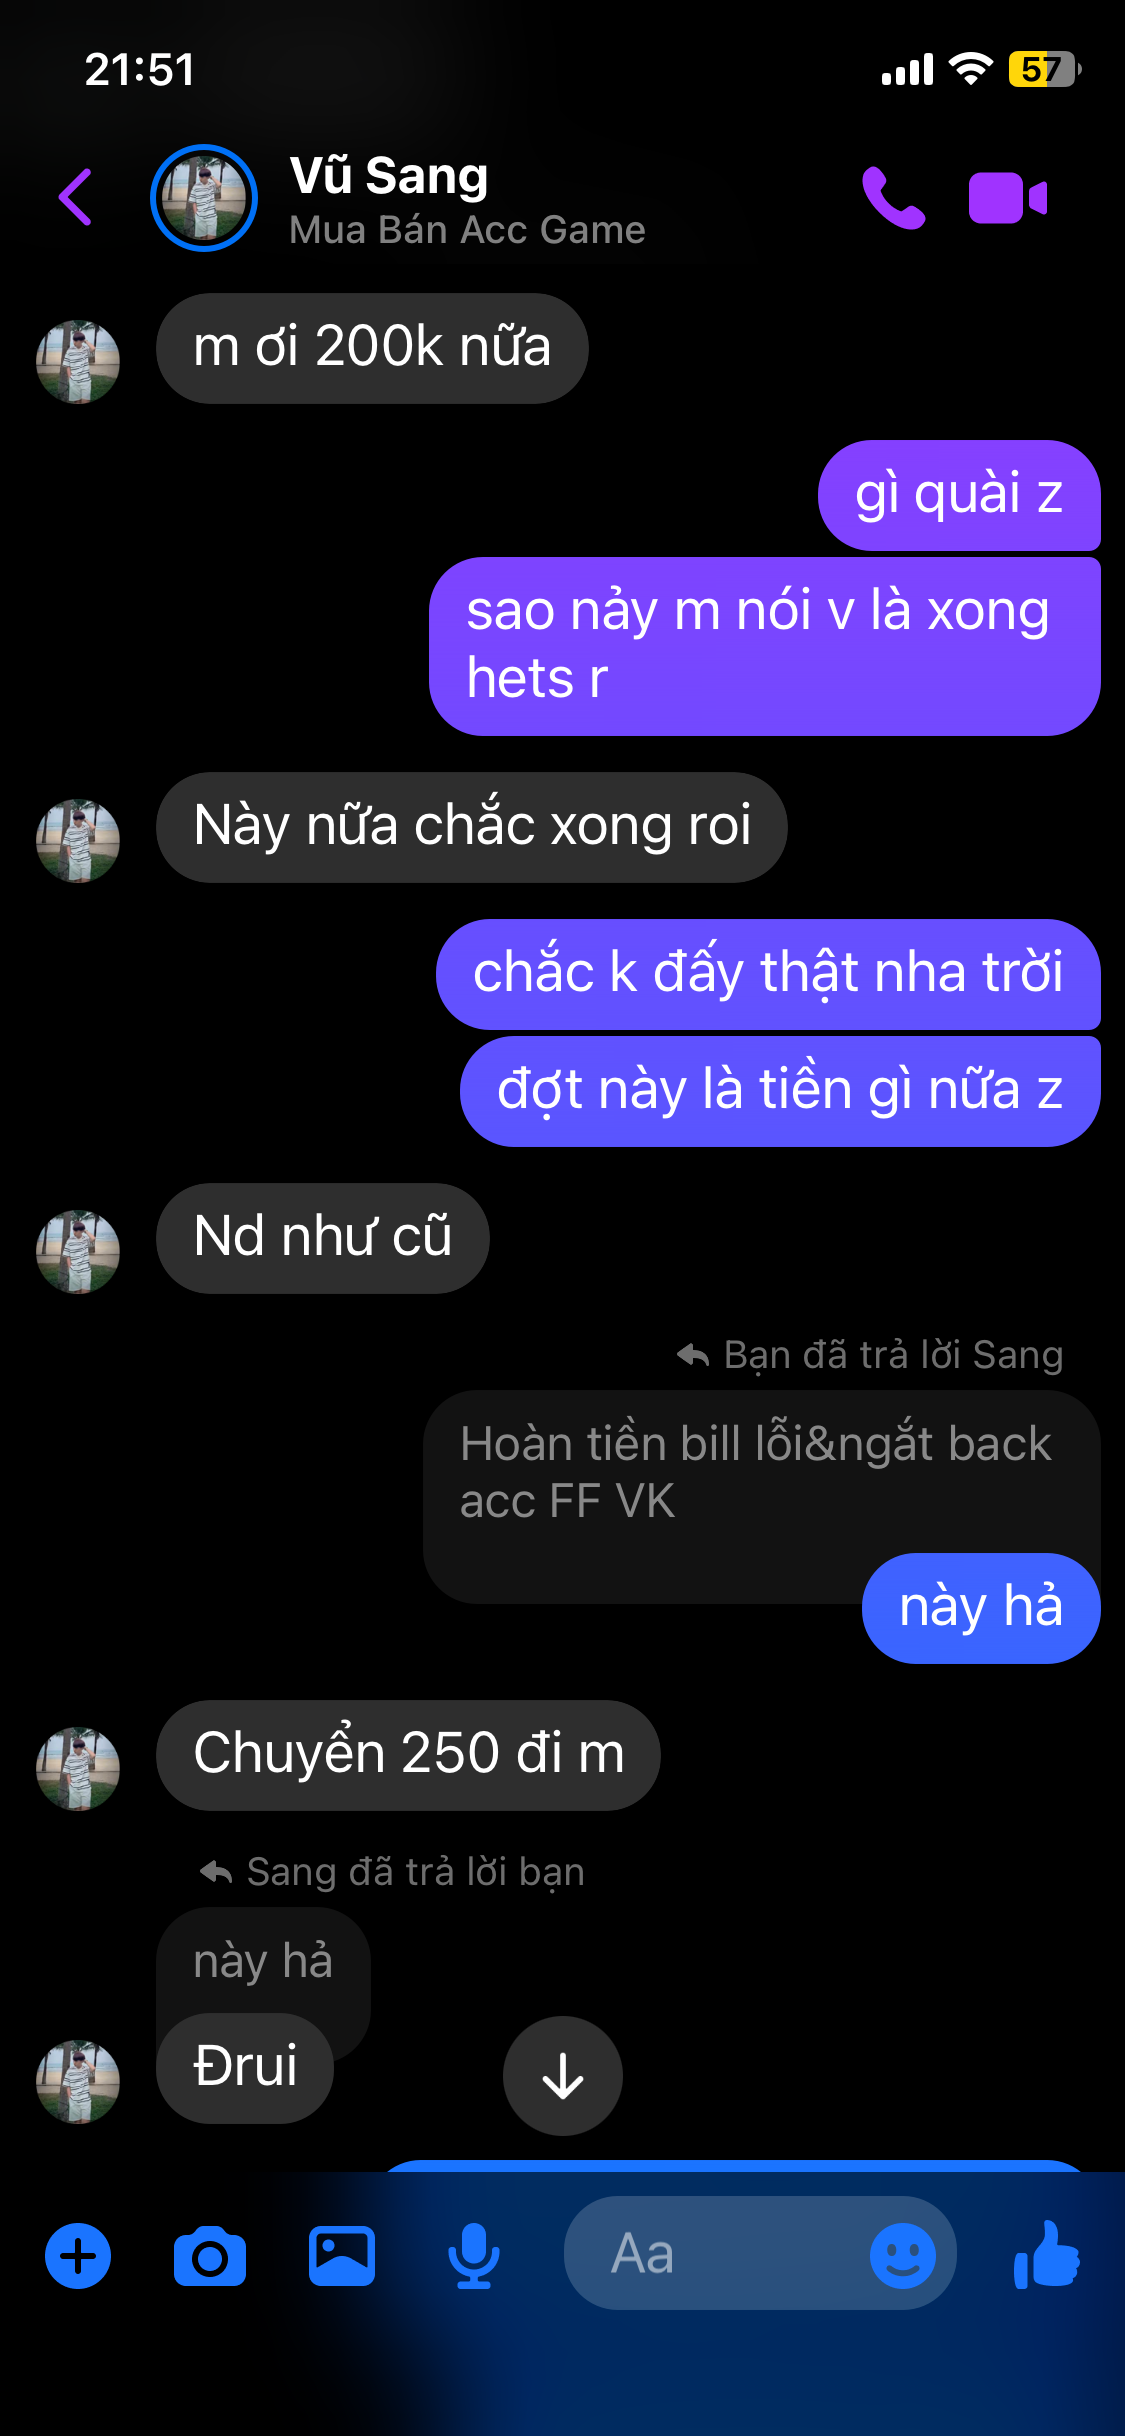 21:51
57
Vũ Sang
Mua Bán Acc Game
m ơi 200k nữa
gì quài z
sao nảy m nói v là xong
hets r
Này nữa chắc xong roi
chắc k đấy thật nha trời
đợt này là tiền gì nữa z
Nd như cũ
Bạn đã trả lời Sang
Hoàn tiền bill lỗi&ngắt back
acc FF VK
này hả
Chuyển 250 đi m
Sang đã trả lời bạn
này hả
Đrui
Aa